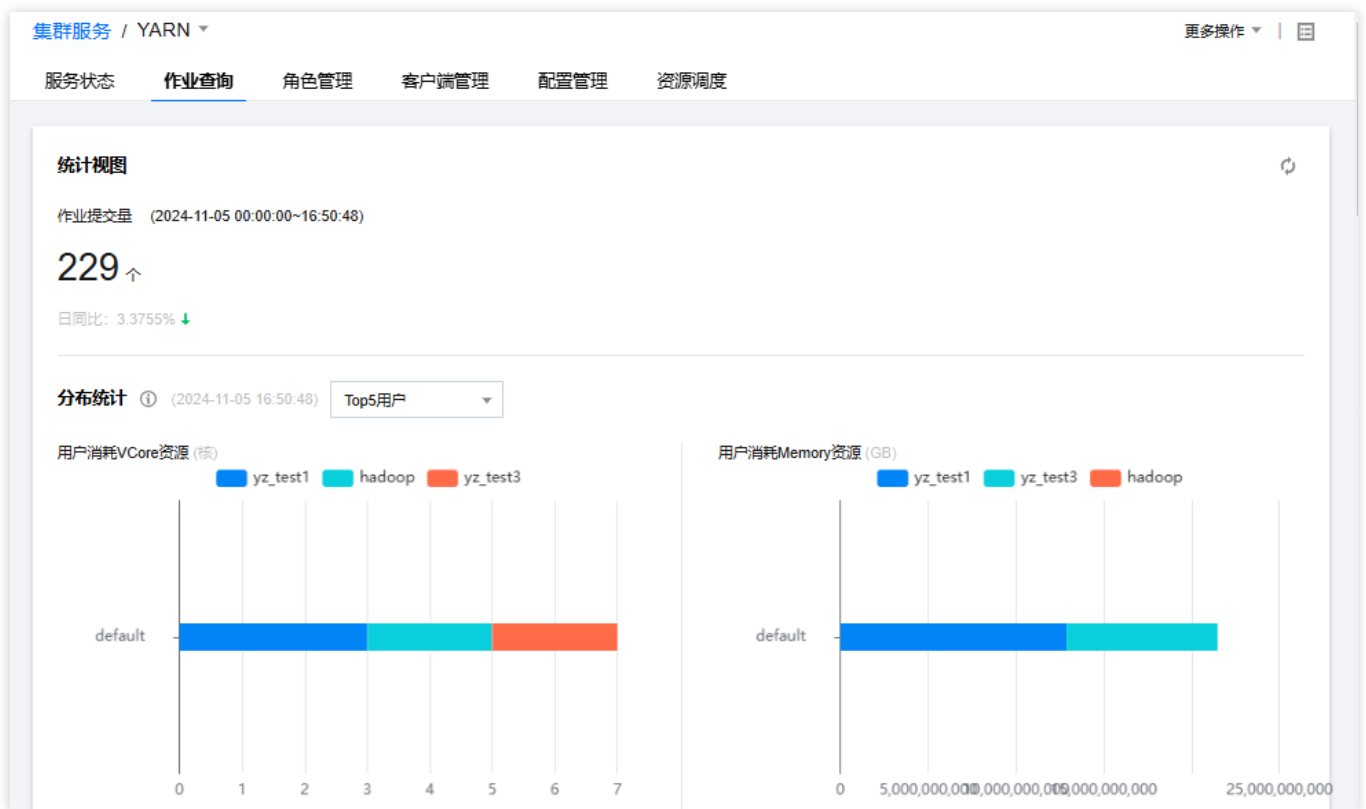 集群服务 / YARN 更多操作
服务状态 作业查询 角色管理 客户端管理 配置管理 资源调度
统计视图
作业提交量 (2024-11-05 00:00:00~16:50:48)
229 个
日同比: 3.3755%
分布统计 (2024-11-05 16:50:48) Top5用户
用户消耗VCore资源 (核)
yz_test1 hadoop yz_test3
default
0 1 2 3 4 5 6 7
用户消耗Memory资源 (GB)
yz_test1 yz_test3 hadoop
default
0 5,000,000,000 10,000,000,000 15,000,000,000 25,000,000,000